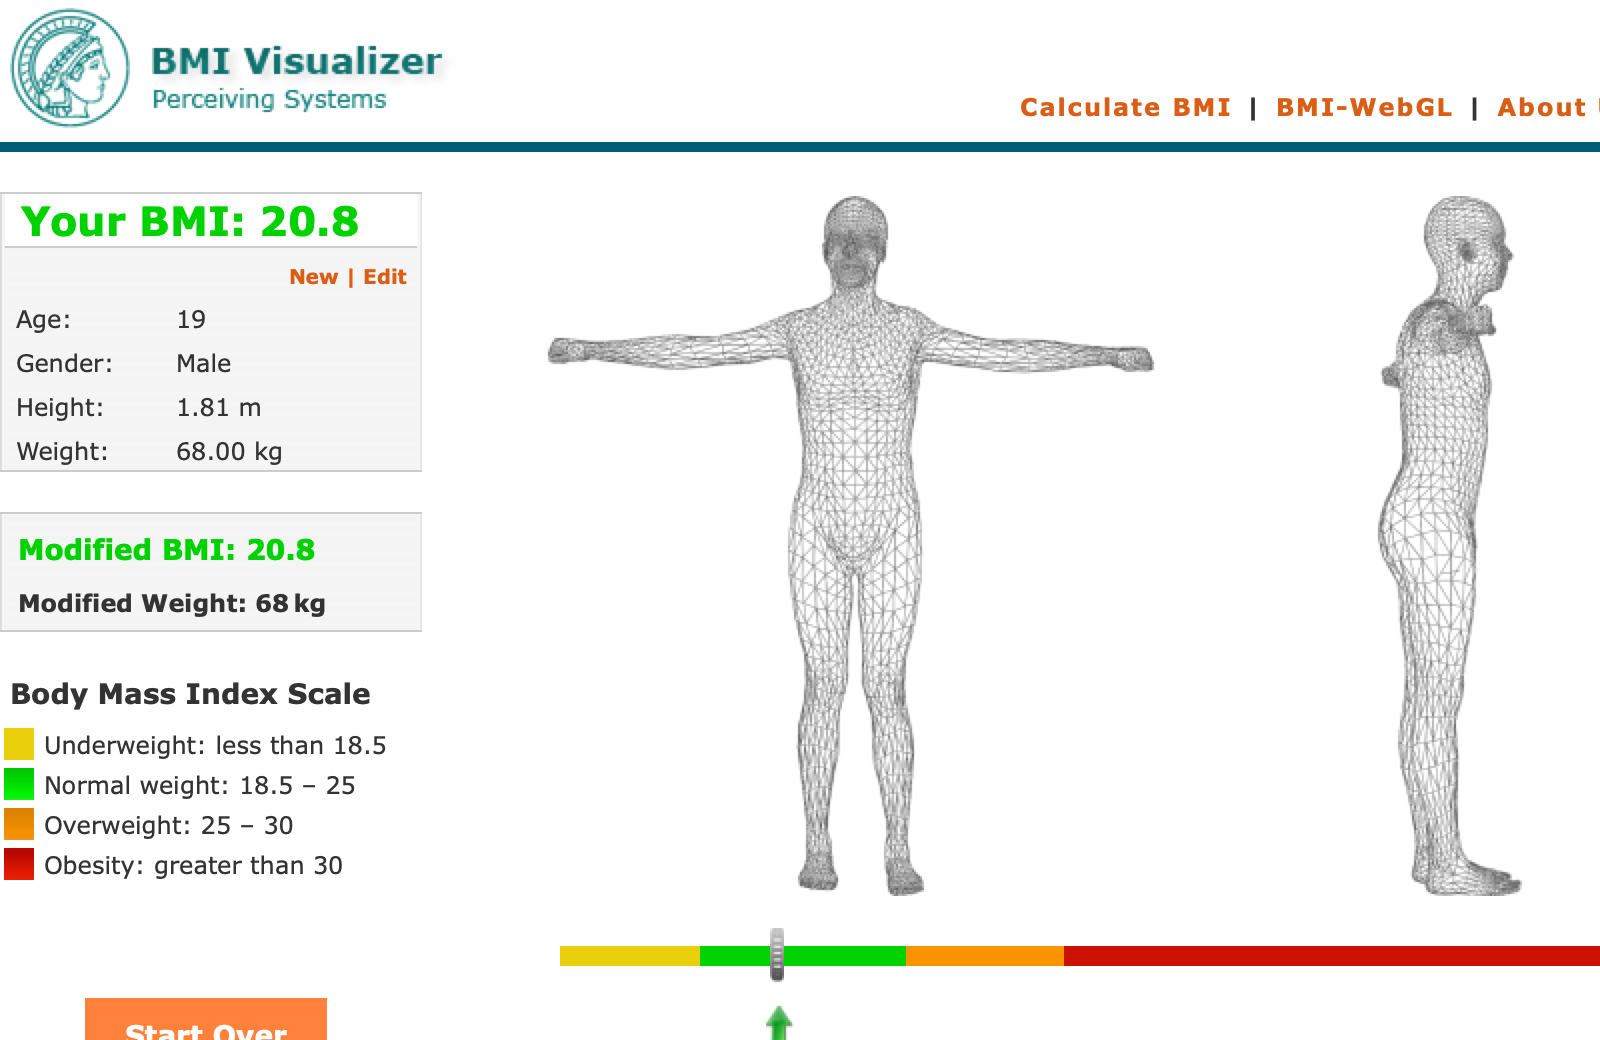 BMI Visualizer
Perceiving Systems
Calculate BMI | BMI-WebGL | About
Your BMI: 20.8
New | Edit
Age: 19
Gender: Male
Height: 1.81 m
Weight: 68.00 kg
Modified BMI: 20.8
Modified Weight: 68 kg
Body Mass Index Scale
Underweight: less than 18.5
Normal weight: 18.5 – 25
Overweight: 25 – 30
Obesity: greater than 30
Start Over